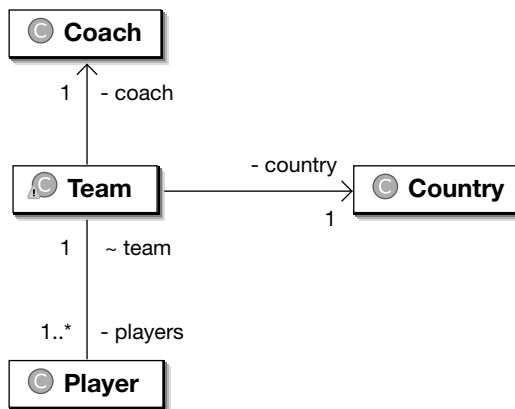 C Coach
1 - coach
- country
C Team
C Country
1
1 ~ team
1..* - players
C Player